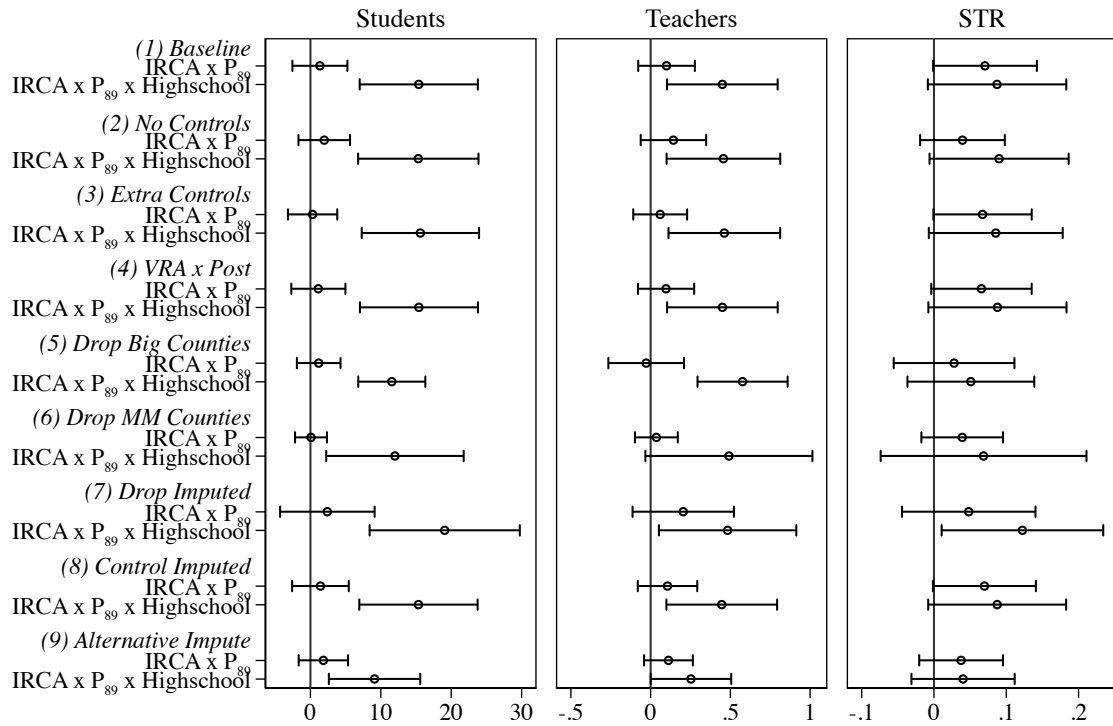 Students Teachers STR
(1) Baseline
IRCA x P₈₉
IRCA x P₈₉ x Highschool
(2) No Controls
IRCA x P₈₉
IRCA x P₈₉ x Highschool
(3) Extra Controls
IRCA x P₈₉
IRCA x P₈₉ x Highschool
(4) VRA x Post
IRCA x P₈₉
IRCA x P₈₉ x Highschool
(5) Drop Big Counties
IRCA x P₈₉
IRCA x P₈₉ x Highschool
(6) Drop MM Counties
IRCA x P₈₉
IRCA x P₈₉ x Highschool
(7) Drop Imputed
IRCA x P₈₉
IRCA x P₈₉ x Highschool
(8) Control Imputed
IRCA x P₈₉
IRCA x P₈₉ x Highschool
(9) Alternative Impute
IRCA x P₈₉
IRCA x P₈₉ x Highschool
0 10 20 30 -.5 0 .5 1 -.1 0 .1 .2